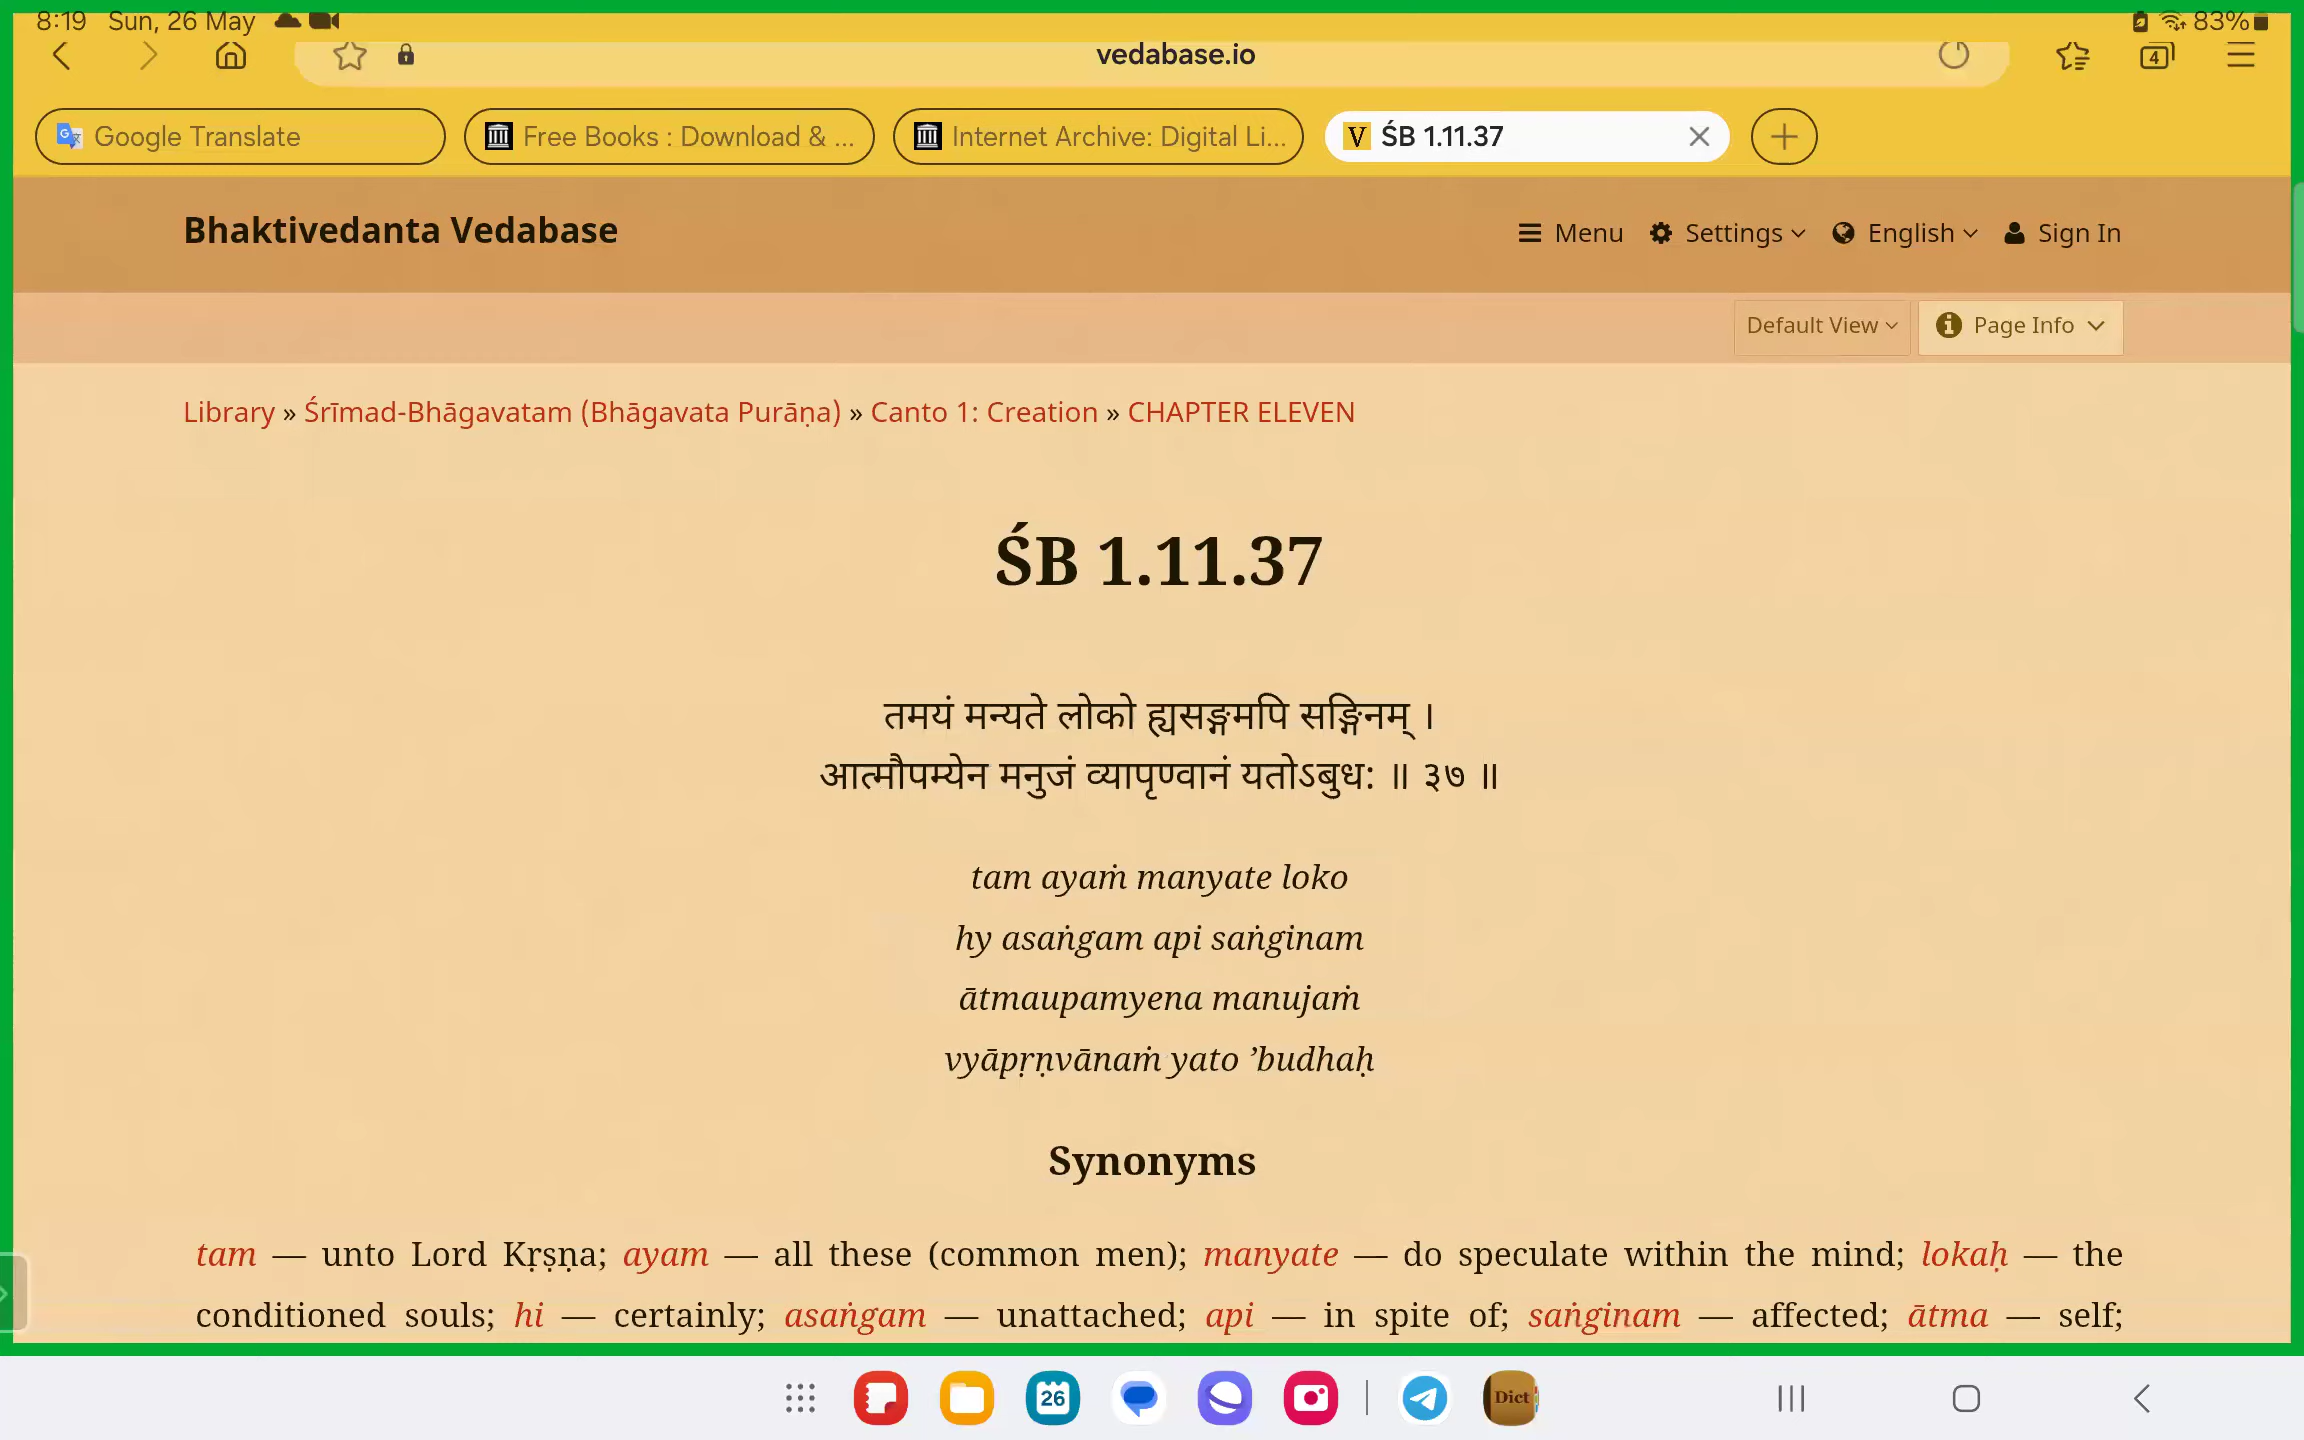 8:19 Sun, 26 May 83%
vedabase.io 4
Google Translate Free Books : Download & ... Internet Archive: Digital Li... V ŚB 1.11.37
Bhaktivedanta Vedabase Menu Settings English Sign In
Default View Page Info
Library » Śrīmad-Bhāgavatam (Bhāgavata Purāṇa) » Canto 1: Creation » CHAPTER ELEVEN
ŚB 1.11.37
तमयं मन्यते लोको ह्यसङ्गमपि सङ्गिनम् ।
आत्मौपम्येन मनुजं व्यापृण्वानं यतोऽबुध: ॥ ३७ ॥
tam ayaṁ manyate loko
hy asaṅgam api saṅginam
ātmaupamyena manujaṁ
vyāpṛṇvānaṁ yato ’budhaḥ
Synonyms
tam — unto Lord Kṛṣṇa; ayam — all these (common men); manyate — do speculate within the mind; lokaḥ — the
conditioned souls; hi — certainly; asaṅgam — unattached; api — in spite of; saṅginam — affected; ātma — self;
26 Dict